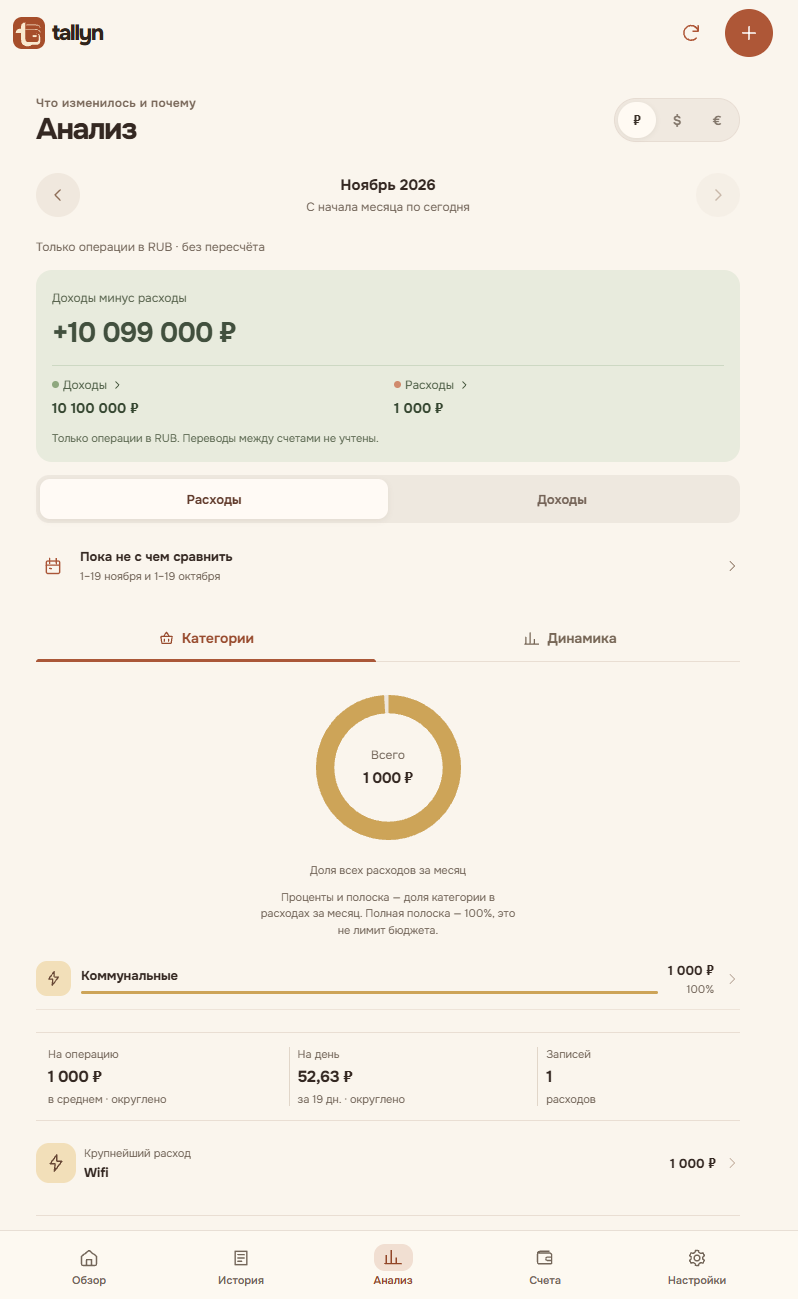 tallyn
Что изменилось и почему
Анализ
₽ $ €
Ноябрь 2026
С начала месяца по сегодня
Только операции в RUB · без пересчёта
Доходы минус расходы
+10 099 000 ₽
Доходы
Расходы
10 100 000 ₽
1 000 ₽
Только операции в RUB. Переводы между счетами не учтены.
Расходы
Доходы
Пока не с чем сравнить
1–19 ноября и 1–19 октября
Категории
Динамика
Всего
1 000 ₽
Доля всех расходов за месяц
Проценты и полоска — доля категории в
расходах за месяц. Полная полоска — 100%, это
не лимит бюджета.
Коммунальные
1 000 ₽
100%
На операцию
1 000 ₽
в среднем · округлено
На день
52,63 ₽
за 19 дн. · округлено
Записей
1
расходов
Крупнейший расход
Wifi
1 000 ₽
Обзор
История
Анализ
Счета
Настройки